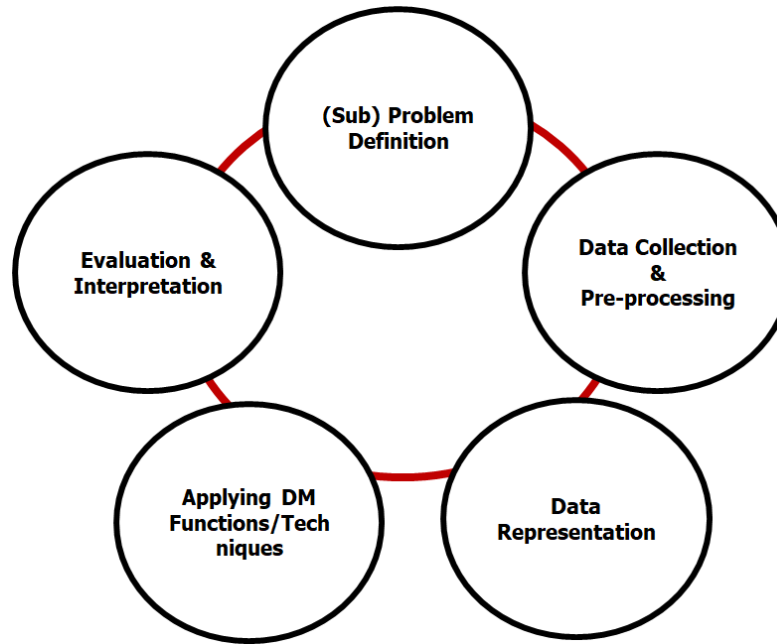 (Sub) Problem
Definition
Data Collection
&
Pre-processing
Data
Representation
Applying DM
Functions/Tech
niques
Evaluation &
Interpretation